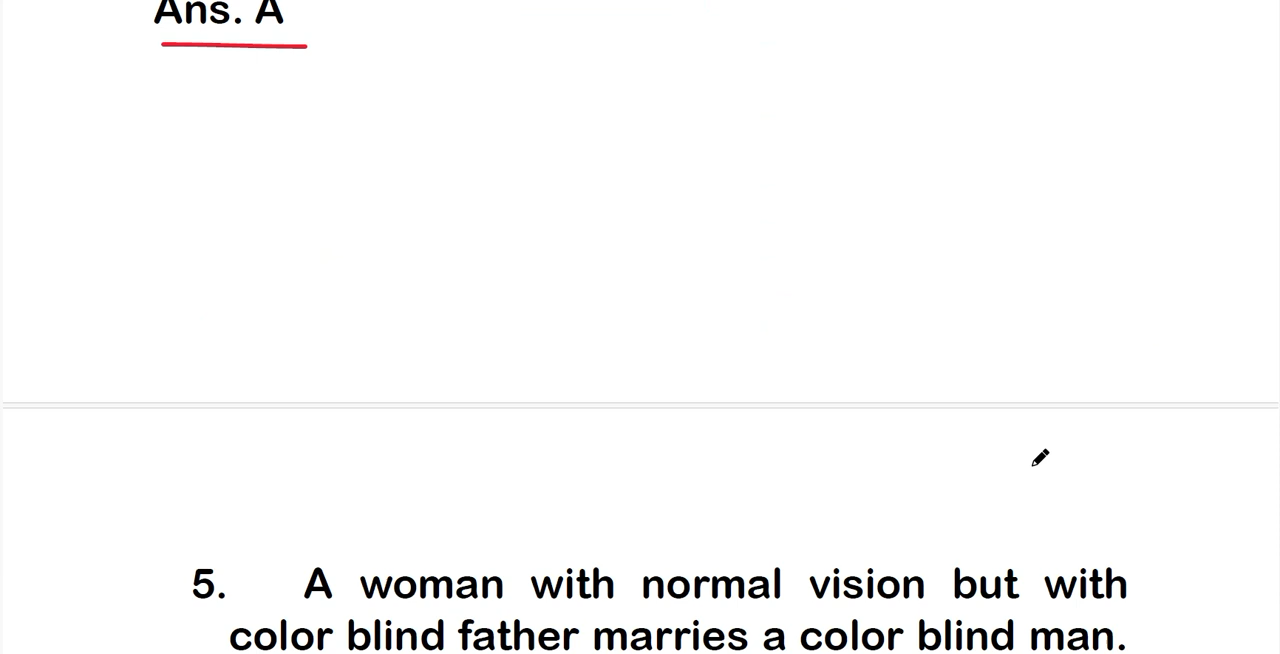 Ans. A
5. A woman with normal vision but with
color blind father marries a color blind man.